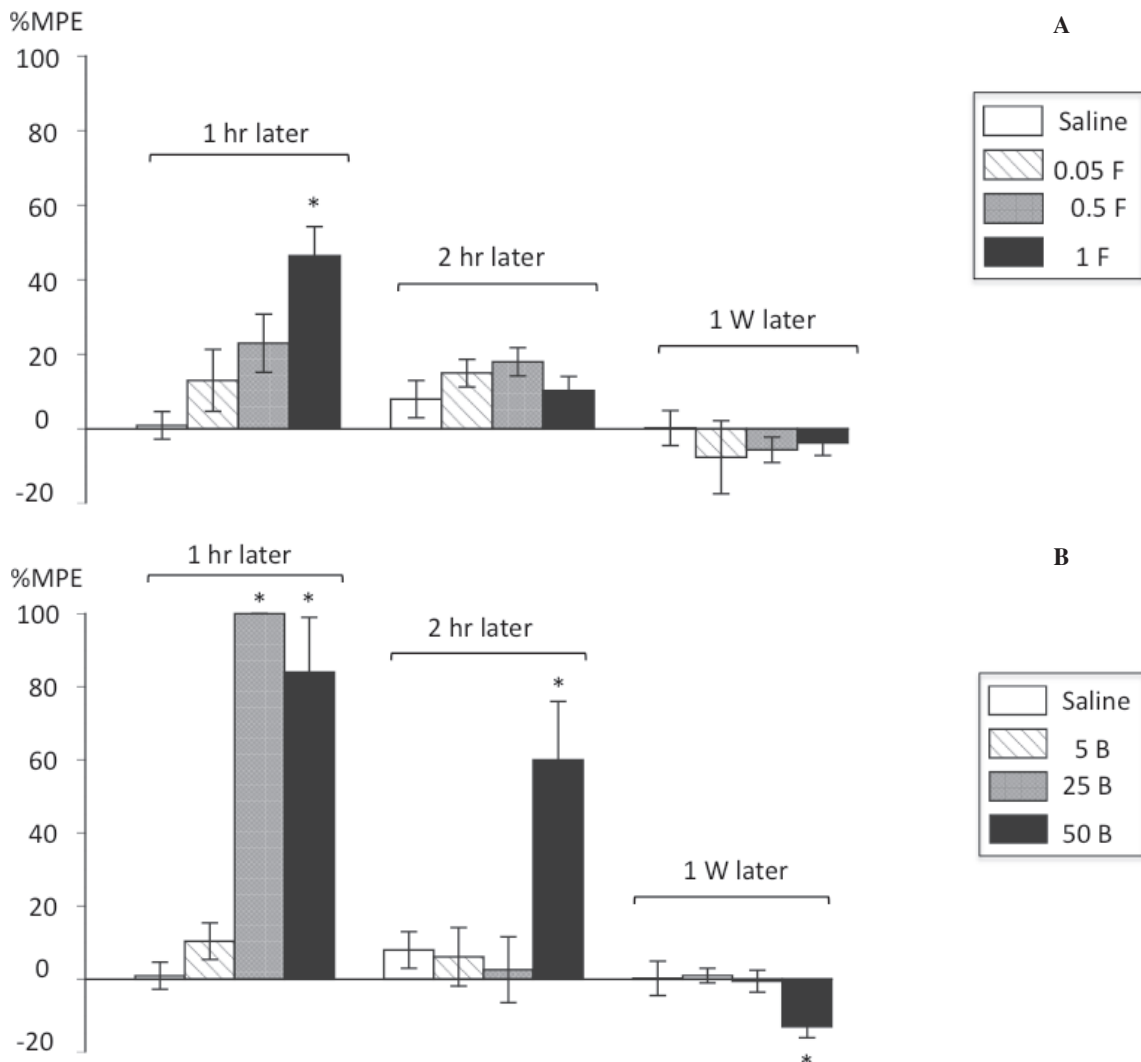 %MPE
A
100
80
60
40
20
0
-20
1 hr later
*
2 hr later
1 W later
Saline
0.05 F
0.5 F
1 F
B
%MPE
100
80
60
40
20
0
-20
1 hr later
* *
2 hr later
*
1 W later
*
Saline
5 B
25 B
50 B